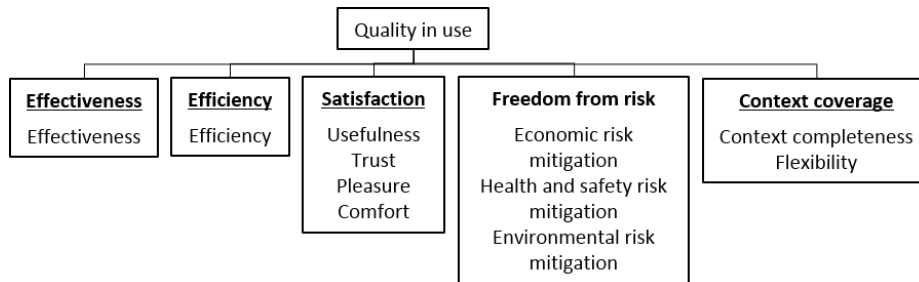 Quality in use
Effectiveness
Effectiveness
Efficiency
Efficiency
Satisfaction
Usefulness
Trust
Pleasure
Comfort
Freedom from risk
Economic risk
mitigation
Health and safety risk
mitigation
Environmental risk
mitigation
Context coverage
Context completeness
Flexibility